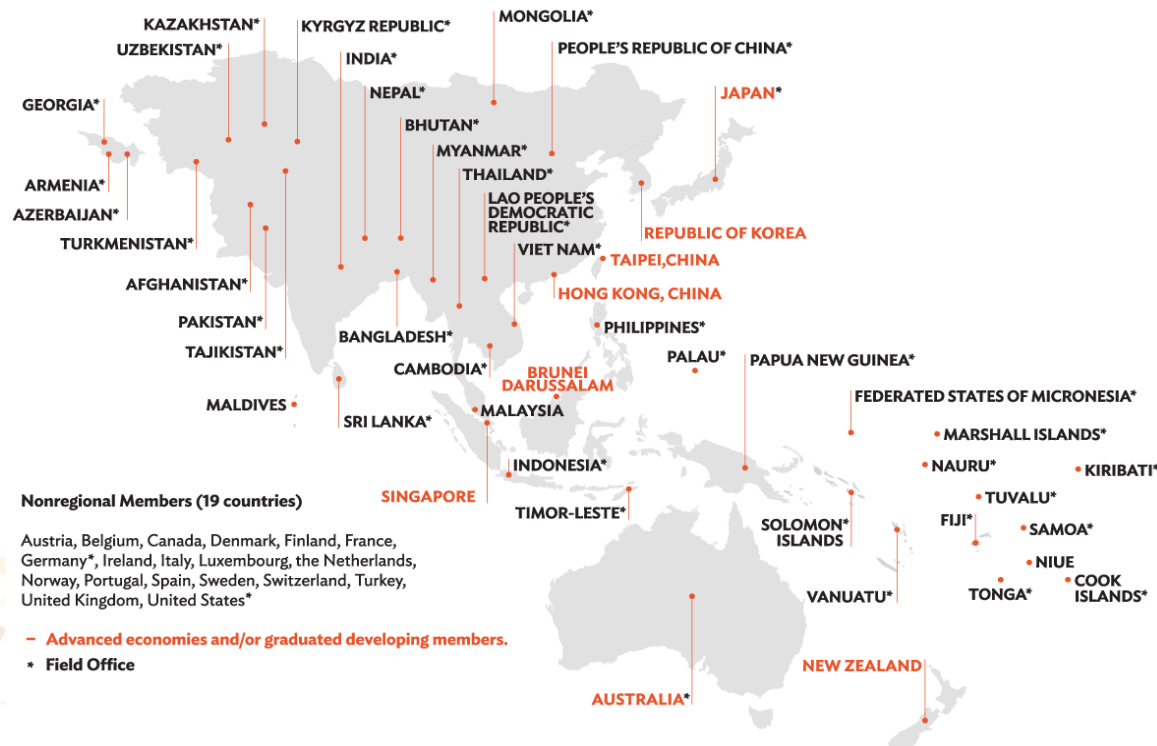 MONGOLIA*
KAZAKHSTAN*
KYRGYZ REPUBLIC*
UZBEKISTAN*
PEOPLE'S REPUBLIC OF CHINA*
INDIA*
NEPAL*
JAPAN*
GEORGIA*
BHUTAN*
MYANMAR*
THAILAND*
ARMENIA*
LAO PEOPLE'S
DEMOCRATIC
REPUBLIC*
AZERBAIJAN*
REPUBLIC OF KOREA
TURKMENISTAN*
VIET NAM*
TAIPEI,CHINA
AFGHANISTAN*
HONG KONG, CHINA
PAKISTAN*
PHILIPPINES*
BANGLADESH*
TAJIKISTAN*
PALAU*
PAPUA NEW GUINEA*
CAMBODIA*
BRUNEI
DARUSSALAM
FEDERATED STATES OF MICRONESIA*
MALDIVES
MALAYSIA
SRI LANKA*
MARSHALL ISLANDS*
INDONESIA*
NAURU*
KIRIBATI*
SINGAPORE
TUVALU*
TIMOR-LESTE*
SOLOMON*
ISLANDS
FIJI*
SAMOA*
NIUE
VANUATU*
TONGA*
COOK
ISLANDS*
NEW ZEALAND
AUSTRALIA*
Nonregional Members (19 countries)
Austria, Belgium, Canada, Denmark, Finland, France,
Germany*, Ireland, Italy, Luxembourg, the Netherlands,
Norway, Portugal, Spain, Sweden, Switzerland, Turkey,
United Kingdom, United States*
– Advanced economies and/or graduated developing members.
* Field Office